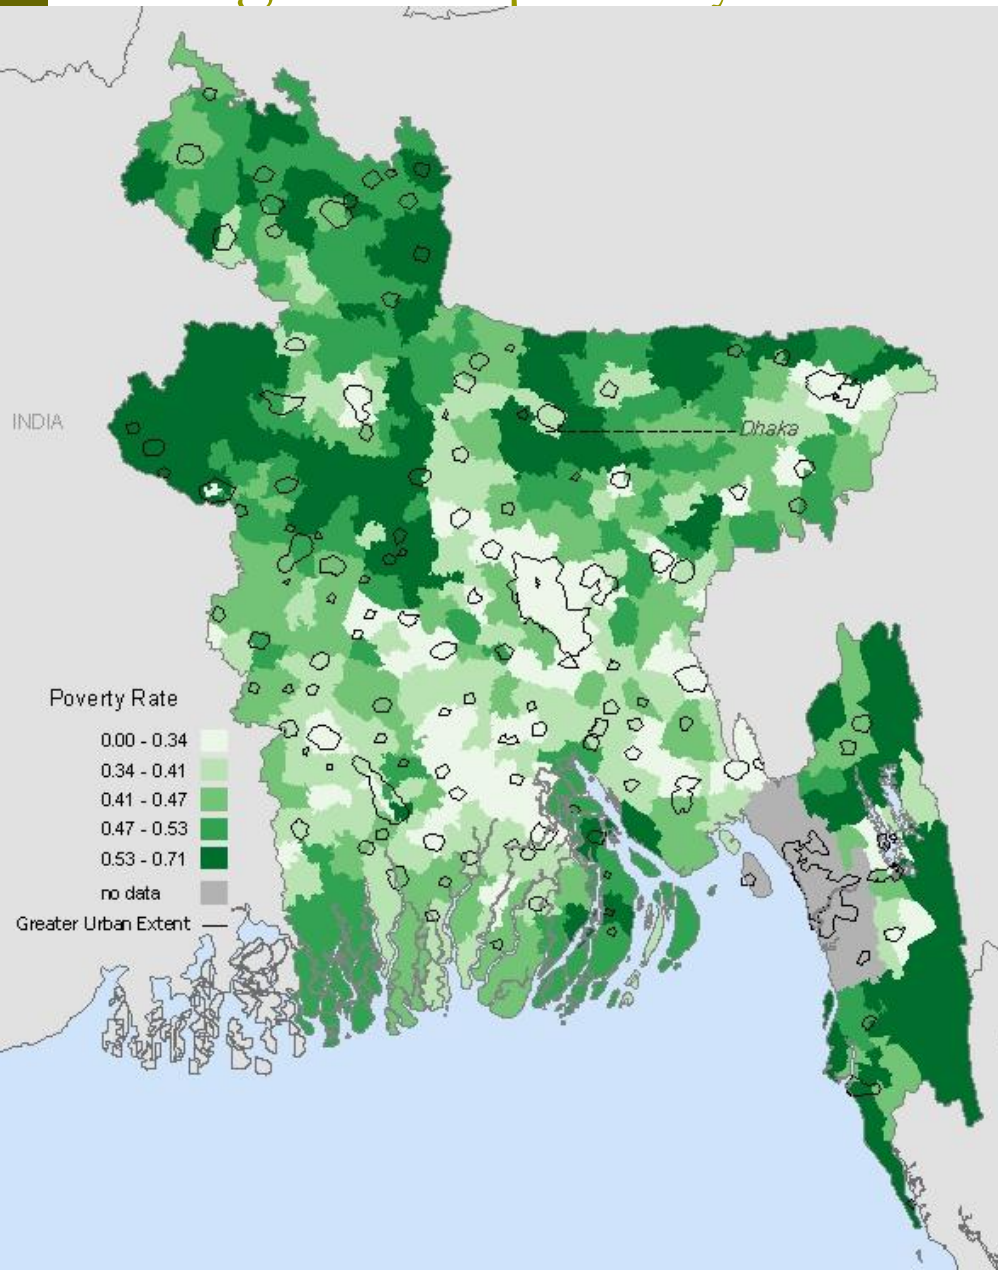 INDIA
Dhaka
Poverty Rate
0.00 - 0.34
0.34 - 0.41
0.41 - 0.47
0.47 - 0.53
0.53 - 0.71
no data
Greater Urban Extent